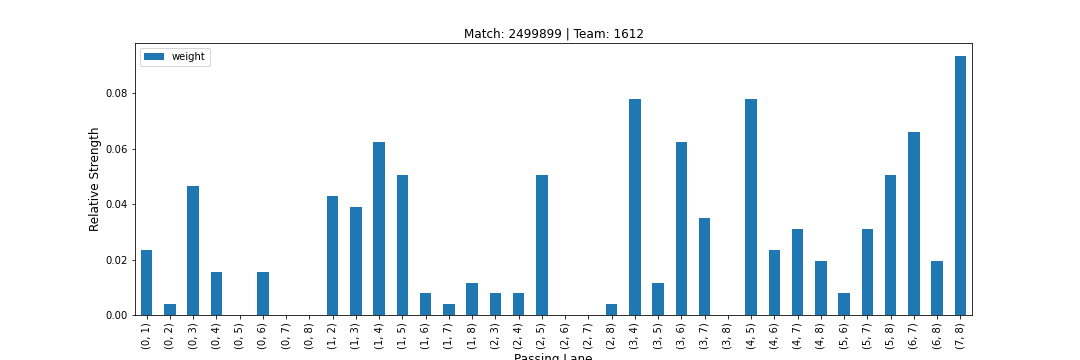 Match: 2499899 | Team: 1612
weight
Relative Strength
0.08
0.06
0.04
0.02
0.00
(0, 1) (0, 2) (0, 3) (0, 4) (0, 5) (0, 6) (0, 7) (0, 8) (1, 2) (1, 3) (1, 4) (1, 5) (1, 6) (1, 7) (1, 8) (2, 3) (2, 4) (2, 5) (2, 6) (2, 7) (2, 8) (3, 4) (3, 5) (3, 6) (3, 7) (3, 8) (4, 5) (4, 6) (4, 7) (4, 8) (5, 6) (5, 7) (5, 8) (6, 7) (6, 8) (7, 8)
Passing Lane